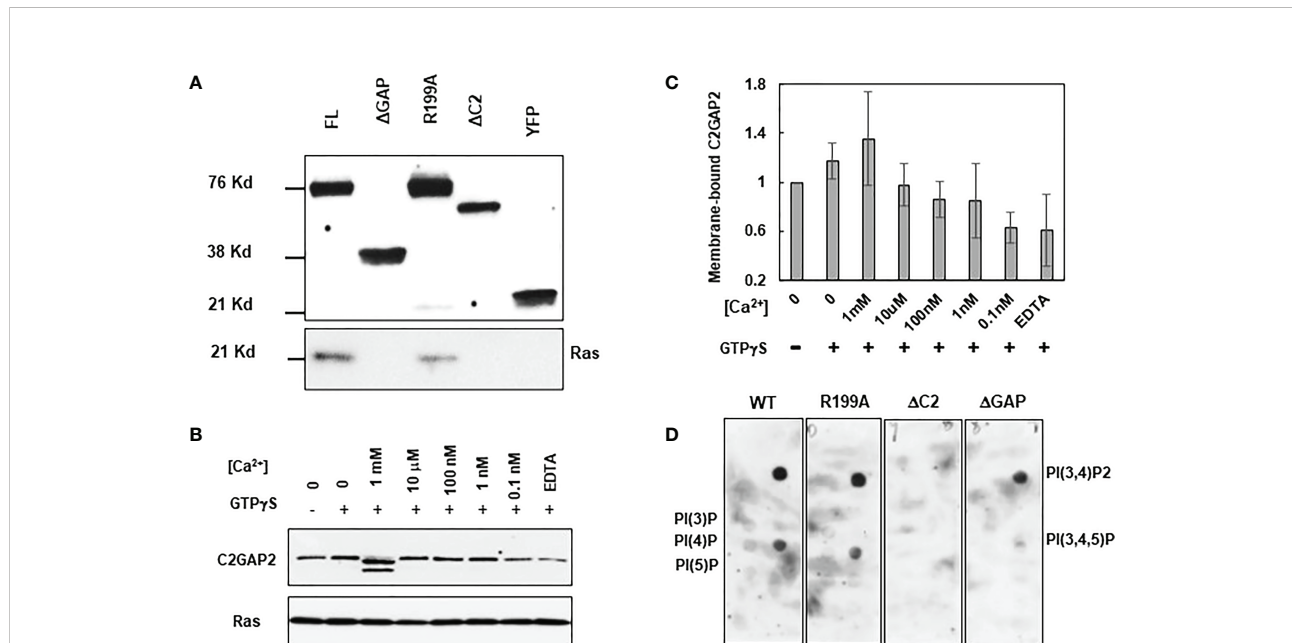 A
FL
ΔGAP
R199A
ΔC2
YFP
76 Kd
38 Kd
21 Kd
21 Kd
Ras
B
[Ca²⁺]
0
0
1 mM
10 μM
100 nM
1 nM
0.1 nM
EDTA
GTPγS
- + + + + + + +
C2GAP2
Ras
C
Membrane-bound C2GAP2
1.8
1.4
1
0.6
0.2
[Ca²⁺]
0
0
1mM
10uM
100nM
1nM
0.1nM
EDTA
GTPγS
- + + + + + + +
D
WT
R199A
ΔC2
ΔGAP
PI(3)P
PI(4)P
PI(5)P
PI(3,4)P2
PI(3,4,5)P